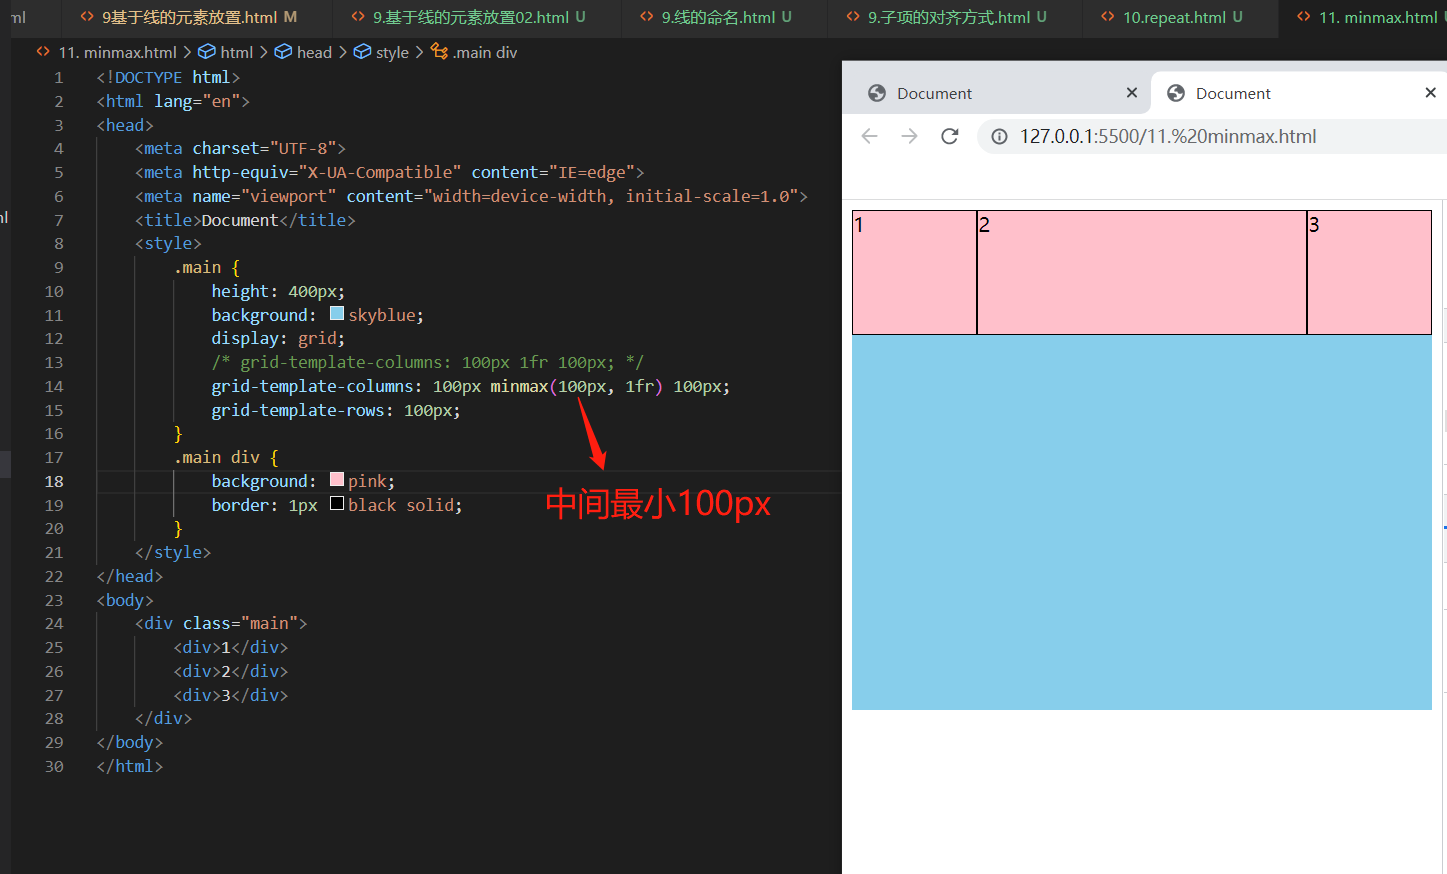 ml
9基于线的元素放置.html M
9.基于线的元素放置02.html U
9.线的命名.html U
9.子项的对齐方式.html U
10.repeat.html U
11. minmax.html
11. minmax.html > html > head > style > .main div
1 <!DOCTYPE html>
2 <html lang="en">
3 <head>
4 <meta charset="UTF-8">
5 <meta http-equiv="X-UA-Compatible" content="IE=edge">
6 <meta name="viewport" content="width=device-width, initial-scale=1.0">
7 <title>Document</title>
8 <style>
9 .main {
10 height: 400px;
11 background: skyblue;
12 display: grid;
13 /* grid-template-columns: 100px 1fr 100px; */
14 grid-template-columns: 100px minmax(100px, 1fr) 100px;
15 grid-template-rows: 100px;
16 }
17 .main div {
18 background: pink;
19 border: 1px black solid;
20 }
21 </style>
22 </head>
23 <body>
24 <div class="main">
25 <div>1</div>
26 <div>2</div>
27 <div>3</div>
28 </div>
29 </body>
30 </html>
中间最小100px
Document
Document
127.0.0.1:5500/11.%20minmax.html
1
2
3